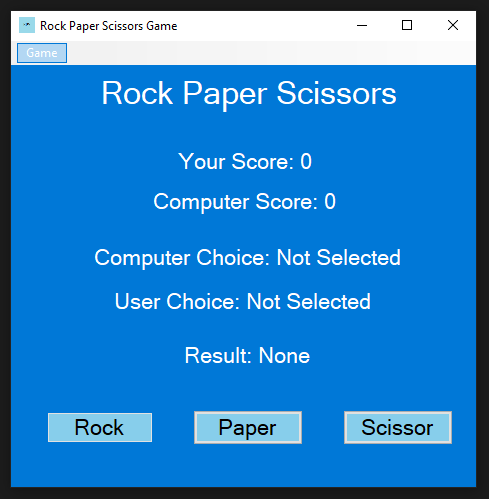 Rock Paper Scissors Game
Game
Rock Paper Scissors
Your Score: 0
Computer Score: 0
Computer Choice: Not Selected
User Choice: Not Selected
Result: None
Rock Paper Scissor